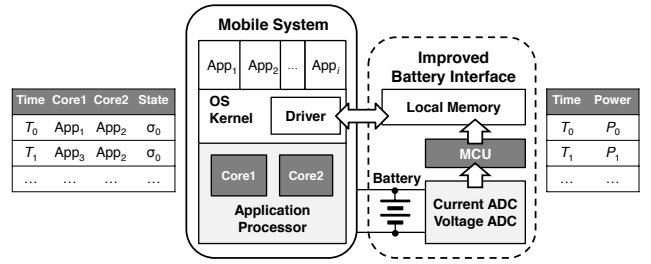 Mobile System
App1 App2 ... Appi
OS
Kernel
Driver
Core1 Core2
Application
Processor
Time Core1 Core2 State
T0 App1 App2 σ0
T1 App3 App2 σ0
... ... ... ...
Improved
Battery Interface
Local Memory
MCU
Battery
Current ADC
Voltage ADC
Time Power
T0 P0
T1 P1
... ...